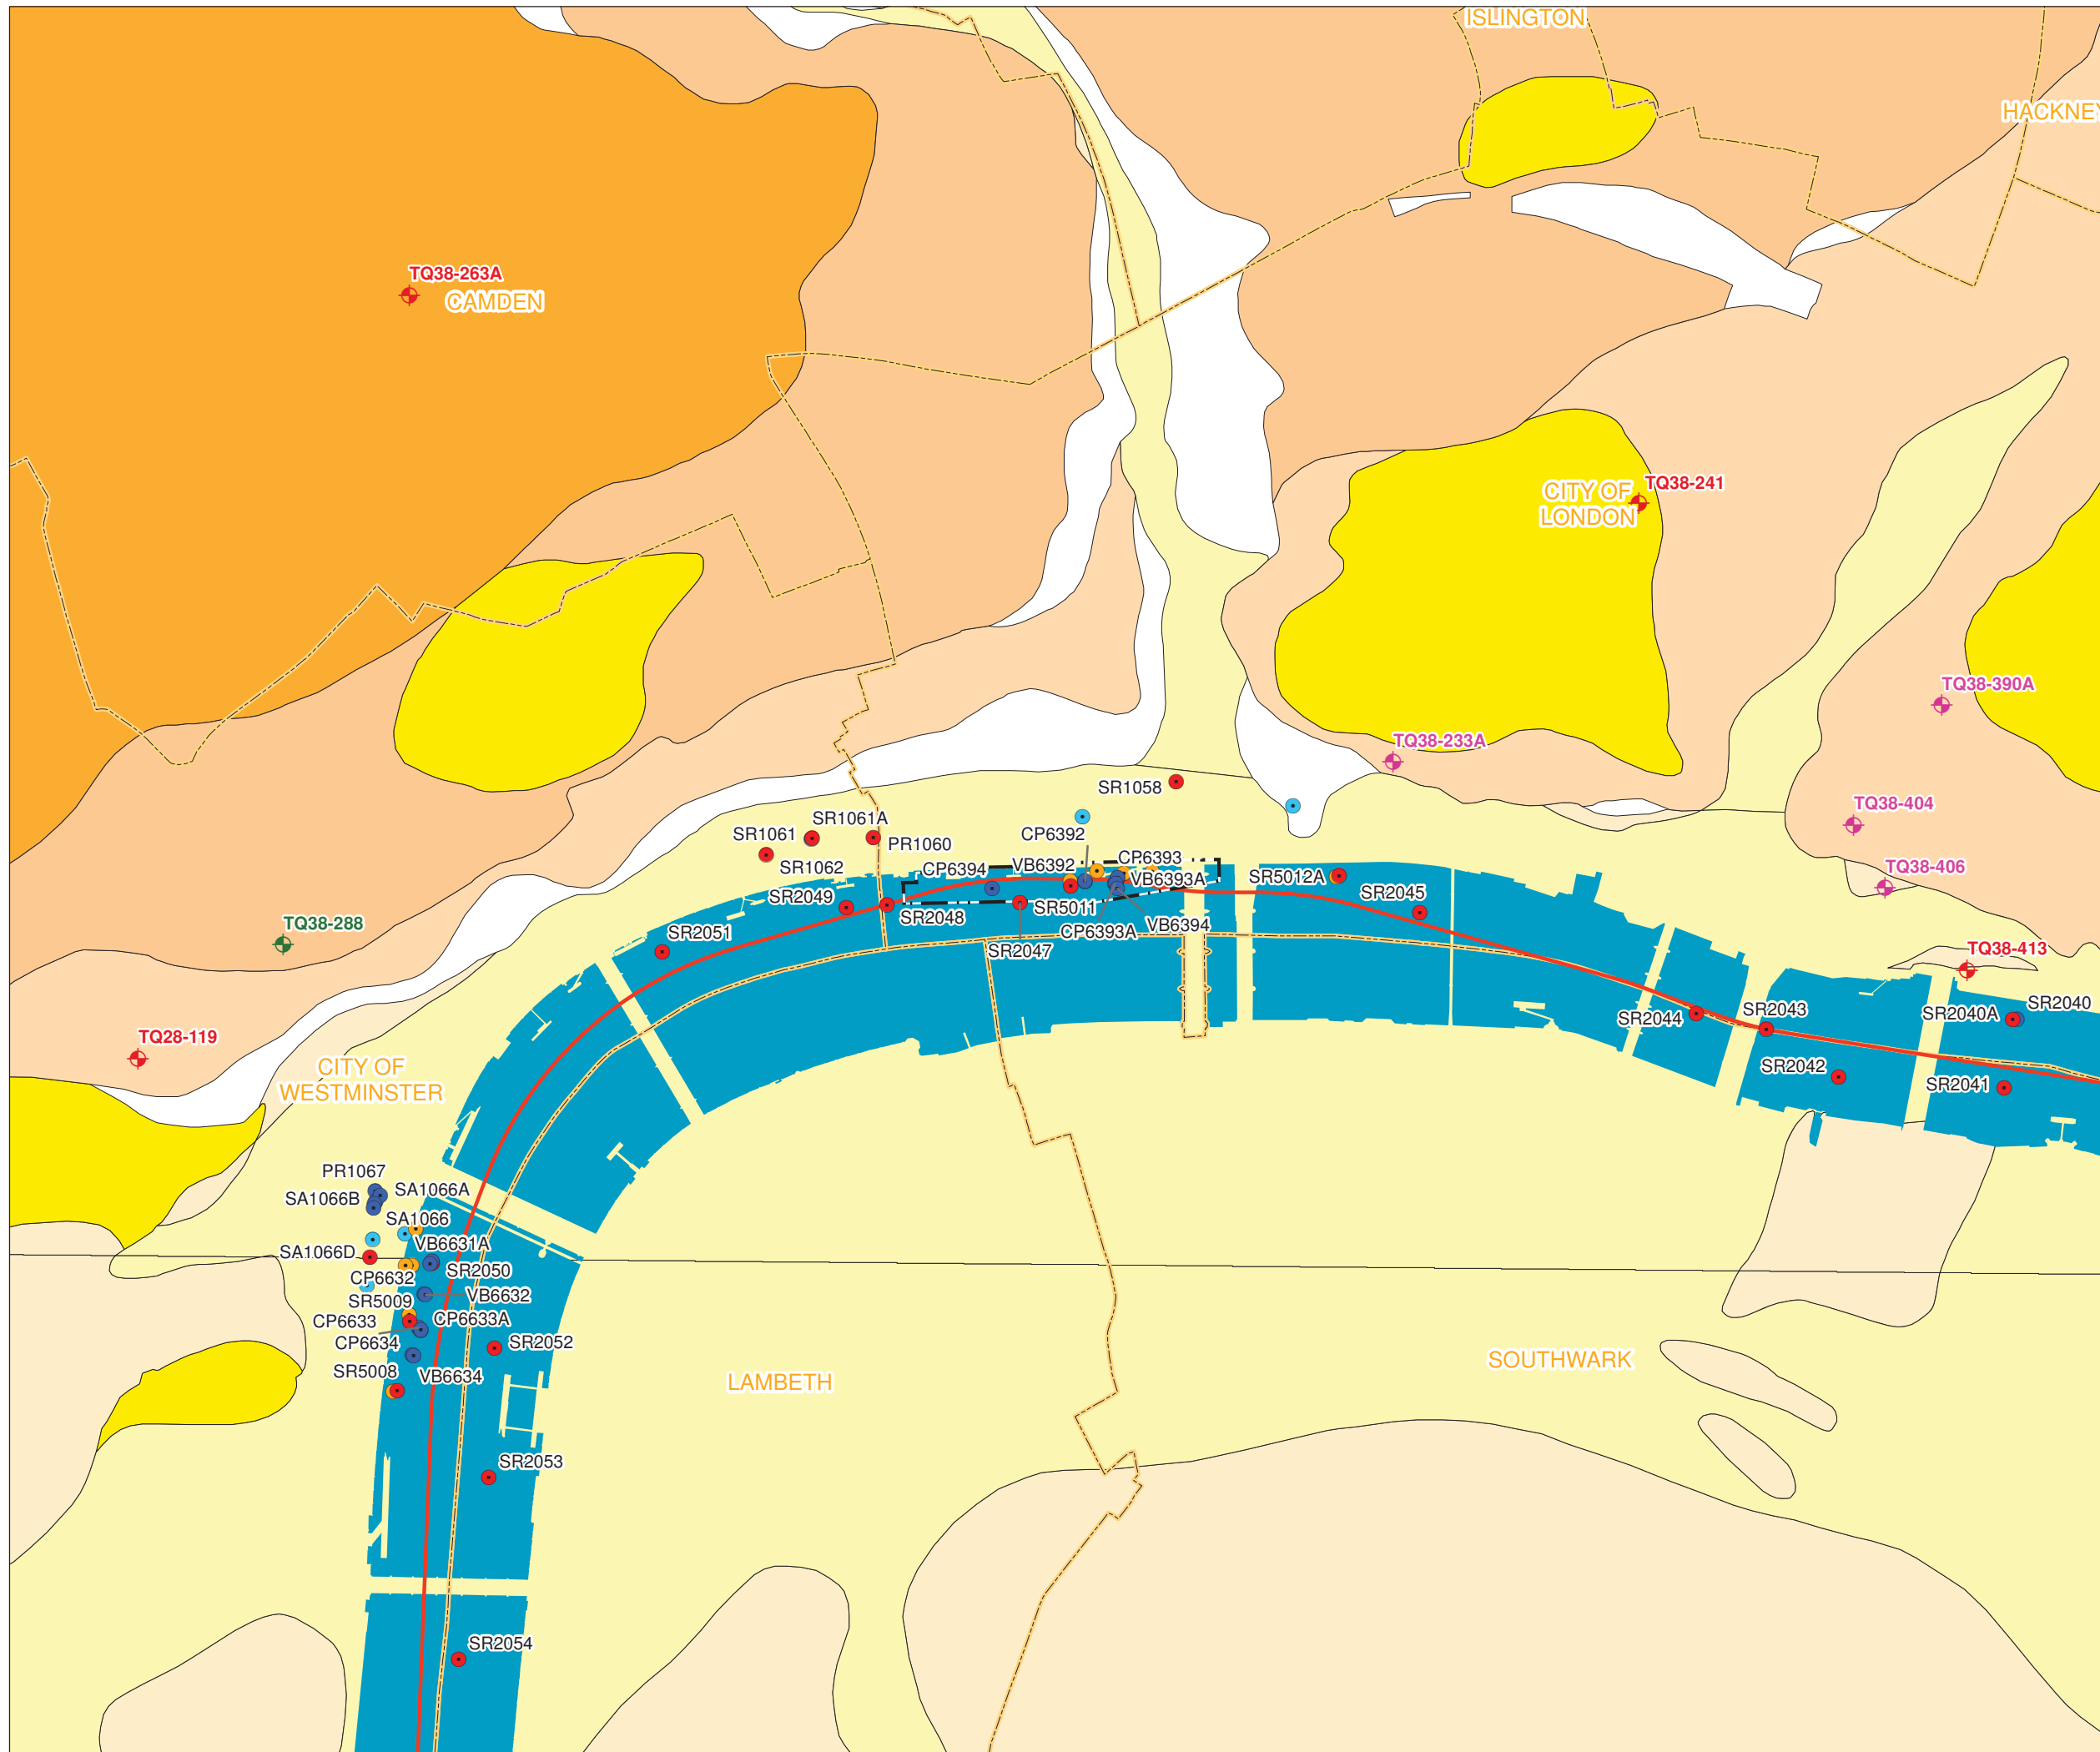 ISLINGTON
HACKNEY
TQ38-263A
CAMDEN
TQ38-241
CITY OF
LONDON
TQ38-390A
TQ38-233A
SR1058
TQ38-404
SR1061A
SR1061
CP6392
PR1060
CP6393
SR1062
CP6394
VB6392
TQ38-406
SR5012A
VB6393A
SR2045
SR2049
SR5011
SR2048
TQ38-288
VB6394
CP6393A
SR2051
SR2047
TQ38-413
SR2040
SR2043
SR2040A
SR2044
TQ28-119
CITY OF
WESTMINSTER
SR2042
SR2041
PR1067
SA1066A
SA1066B
SA1066
VB6631A
SA1066D
SR2050
CP6632
VB6632
SR5009
CP6633A
CP6633
CP6634
SR2052
SOUTHWARK
SR5008
VB6634
LAMBETH
SR2053
SR2054